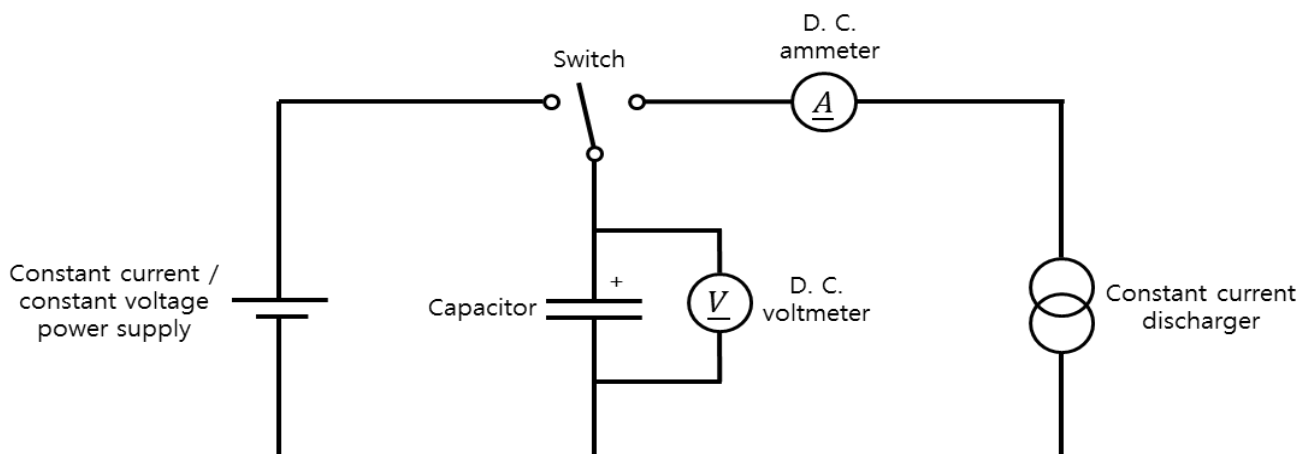 D. C.
ammeter
Switch
A
Constant current /
constant voltage
power supply
Capacitor
+
V
D. C.
voltmeter
Constant current
discharger